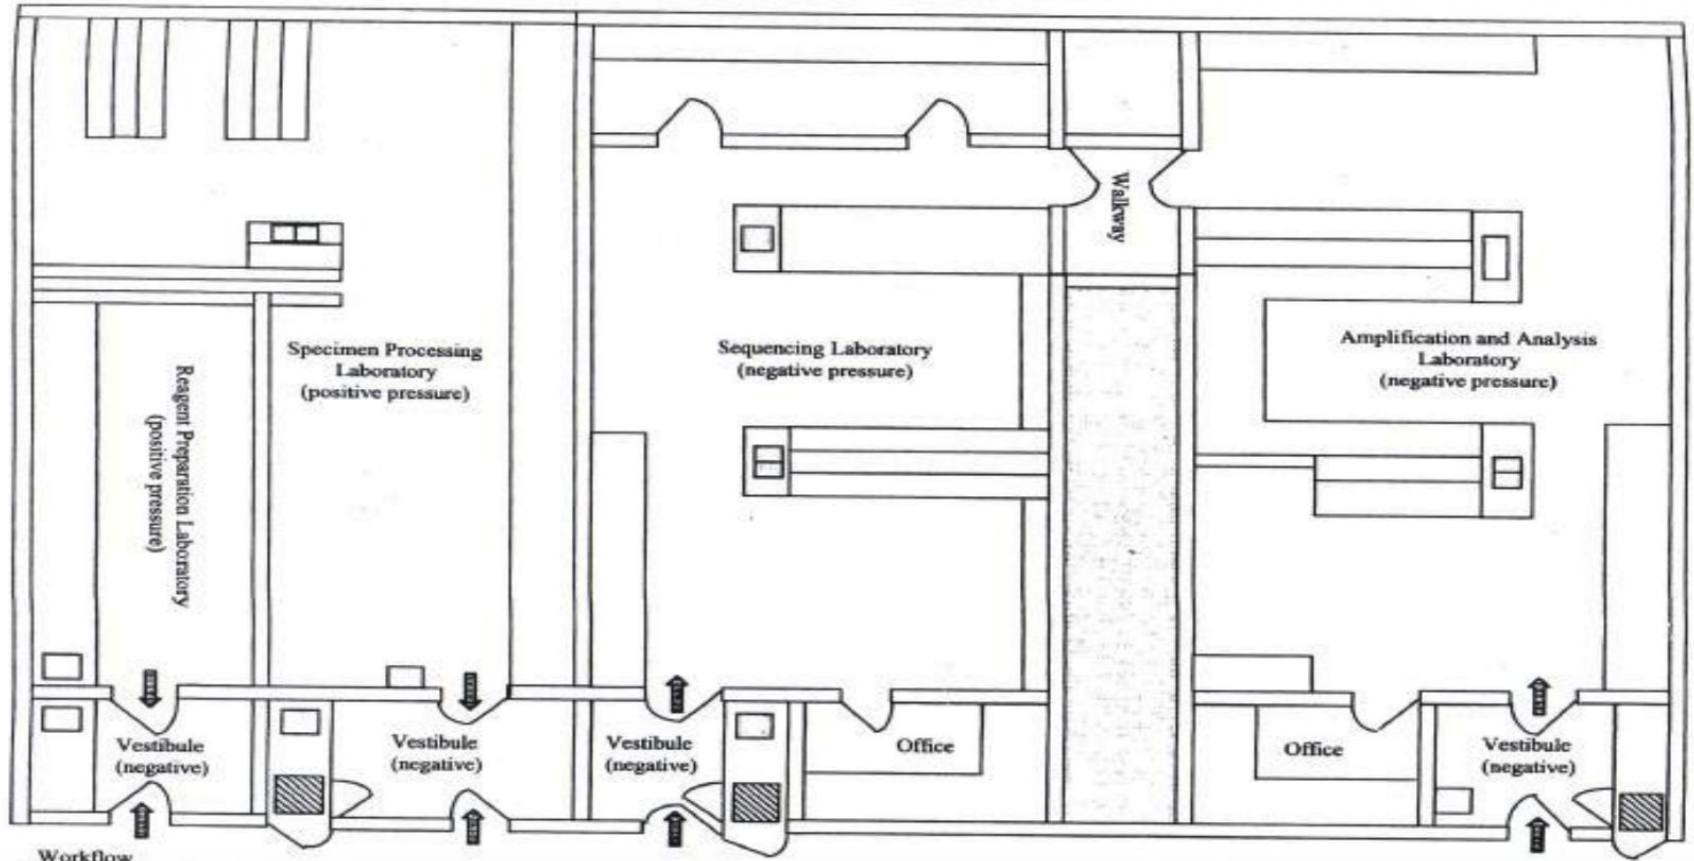 Walkway
Specimen Processing
Laboratory
(positive pressure)
Sequencing Laboratory
(negative pressure)
Amplification and Analysis
Laboratory
(negative pressure)
Reagent Preparation Laboratory
(positive pressure)
Vestibule
(negative)
Vestibule
(negative)
Vestibule
(negative)
Office
Office
Vestibule
(negative)
Workflow